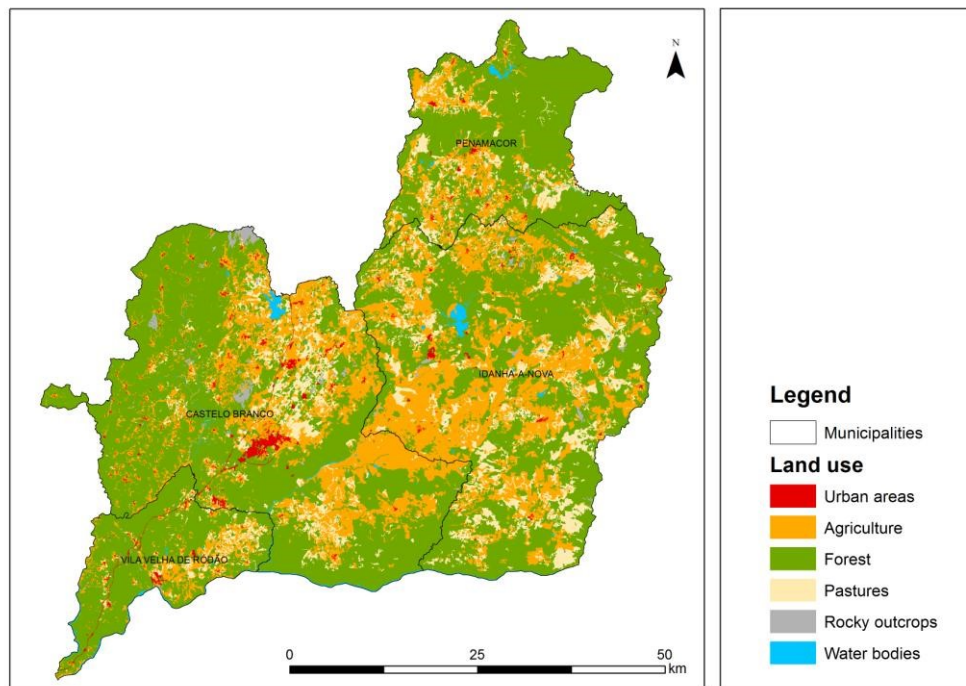 N
PENAMACOR
IDANHA-A-NOVA
CASTELO BRANCO
VILA VELHA DE RODÃO
0 25 50
km
Legend
Municipalities
Land use
Urban areas
Agriculture
Forest
Pastures
Rocky outcrops
Water bodies